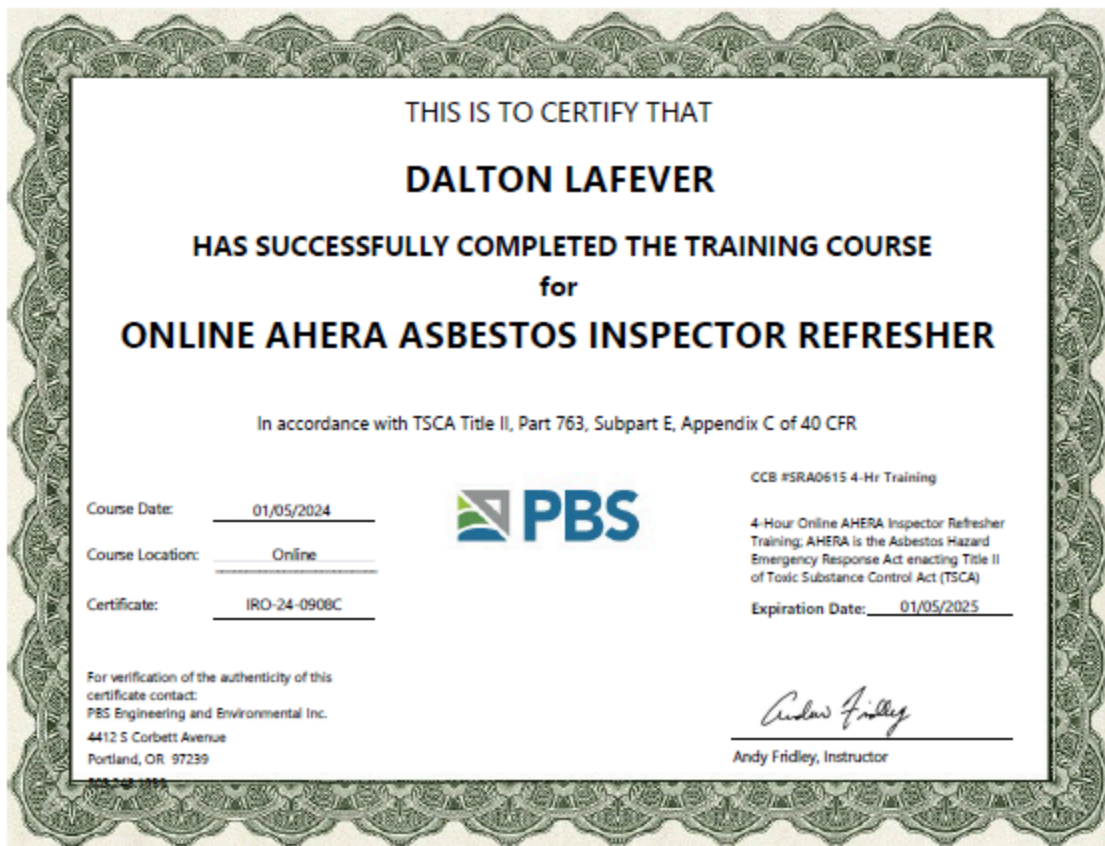 THIS IS TO CERTIFY THAT
DALTON LAFEVER
HAS SUCCESSFULLY COMPLETED THE TRAINING COURSE
for
ONLINE AHERA ASBESTOS INSPECTOR REFRESHER
In accordance with TSCA Title II, Part 763, Subpart E, Appendix C of 40 CFR
Course Date: 01/05/2024
Course Location: Online
Certificate: IRO-24-0908C
PBS
CCB #SRA0615 4-Hr Training
4-Hour Online AHERA Inspector Refresher
Training; AHERA is the Asbestos Hazard
Emergency Response Act enacting Title II
of Toxic Substance Control Act (TSCA)
Expiration Date: 01/05/2025
For verification of the authenticity of this
certificate contact:
PBS Engineering and Environmental Inc.
4412 S Corbett Avenue
Portland, OR 97239
Andy Fridley, Instructor